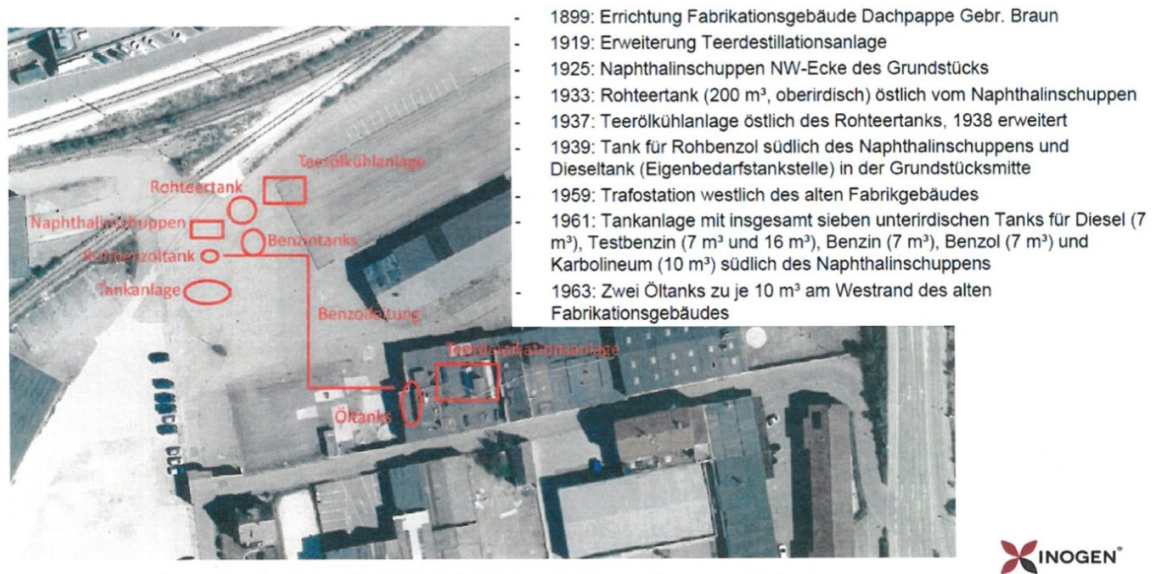 - 1899: Errichtung Fabrikationsgebäude Dachpappe Gebr. Braun
- 1919: Erweiterung Teerdestillationsanlage
- 1925: Naphthalinschuppen NW-Ecke des Grundstücks
- 1933: Rohteertank (200 m³, oberirdisch) östlich vom Naphthalinschuppen
- 1937: Teerölkühlanlage östlich des Rohteertanks, 1938 erweitert
- 1939: Tank für Rohbenzol südlich des Naphthalinschuppens und
Dieseltank (Eigenbedarfstankstelle) in der Grundstücksmitte
- 1959: Trafostation westlich des alten Fabrikgebäudes
- 1961: Tankanlage mit insgesamt sieben unterirdischen Tanks für Diesel (7
m³), Testbenzin (7 m³ und 16 m³), Benzin (7 m³), Benzol (7 m³) und
Karbolineum (10 m³) südlich des Naphthalinschuppens
- 1963: Zwei Öltanks zu je 10 m³ am Westrand des alten
Fabrikationsgebäudes
Teerölkühlanlage
Rohteertank
Naphthalinschuppen
Benzintanks
Rohbenzoltank
Tankanlage
Benzolleitung
Teerdestillationsanlage
Öltanks
INOGEN®